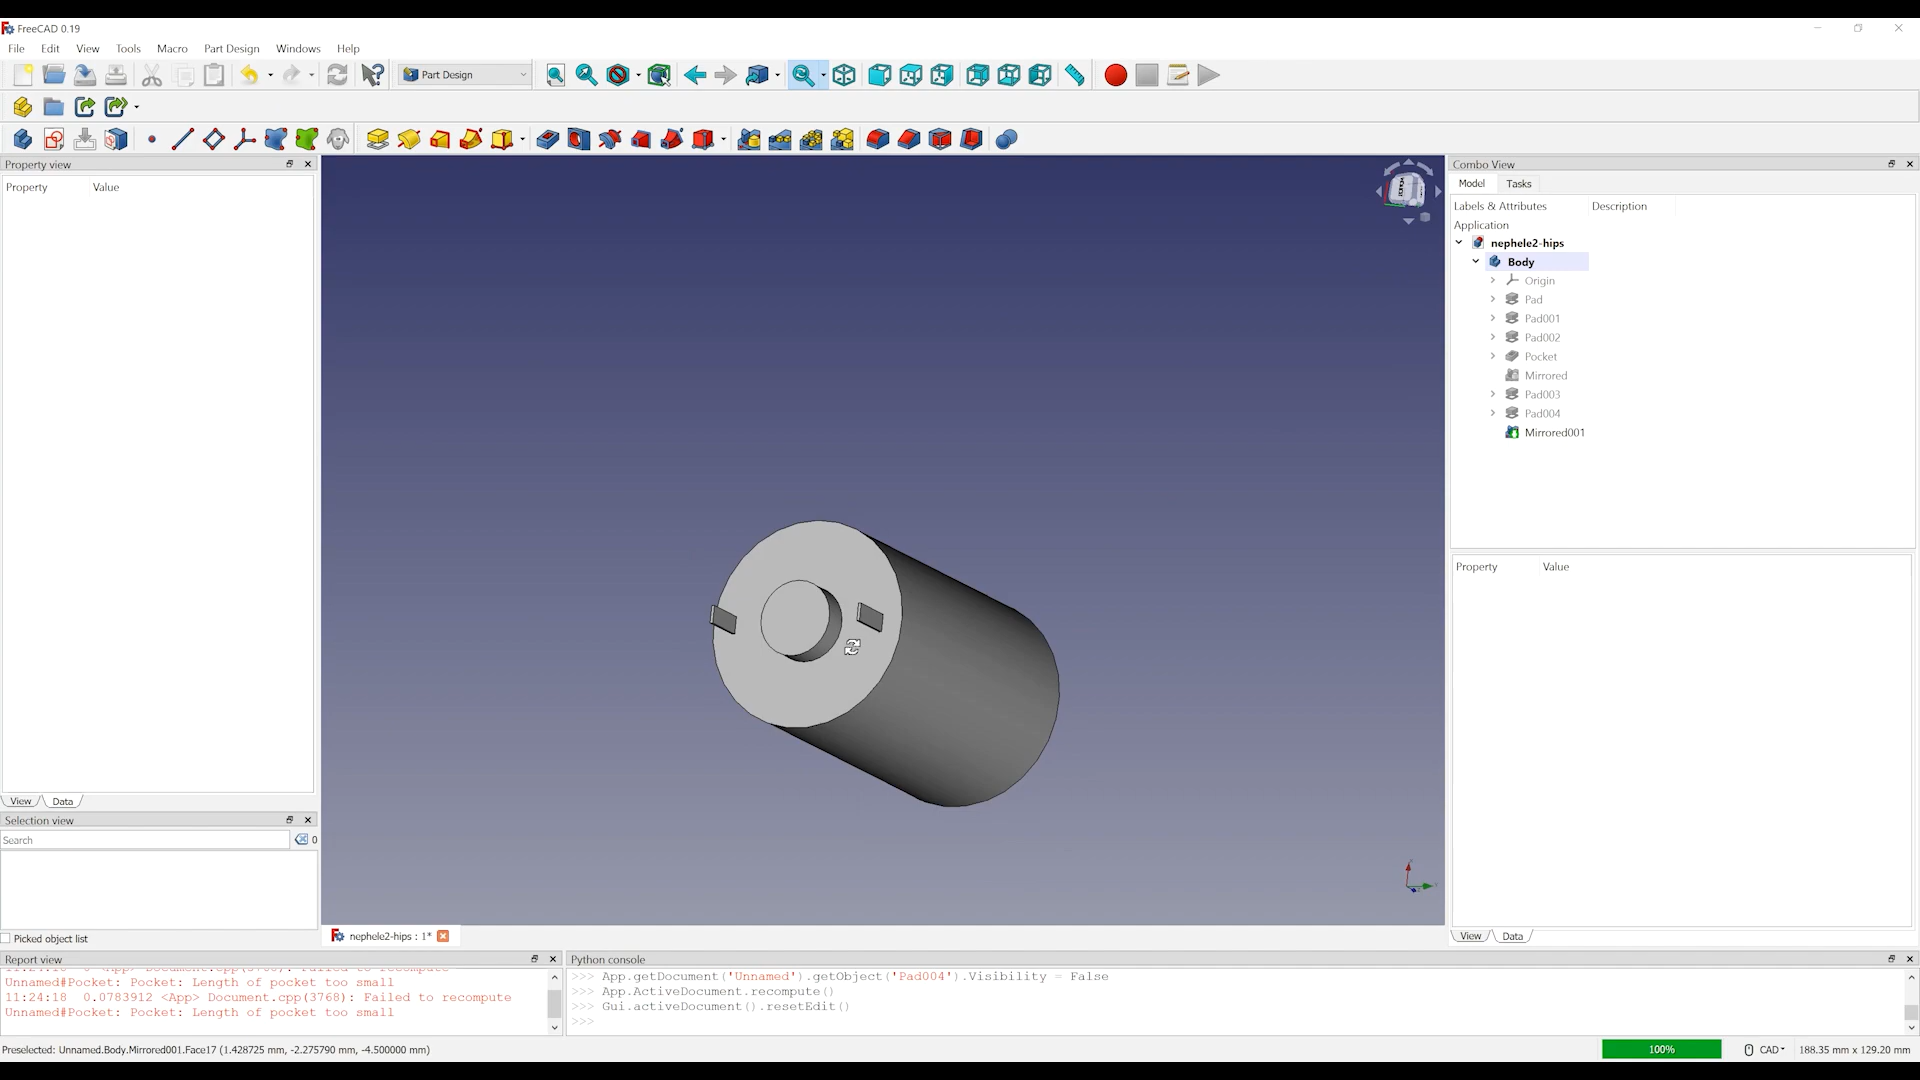 FreeCAD 0.19
File Edit View Tools Macro Part Design Windows Help
Part Design
Property view
Property Value
View Data
Selection view
Search
0
Picked object list
Combo View
Model Tasks
Labels & Attributes Description
Application
nephele2-hips
Body
Origin
Pad
Pad001
Pad002
Pocket
Mirrored
Pad003
Pad004
Mirrored001
Property Value
View Data
nephele2-hips : 1*
Report view
Unnamed#Pocket: Pocket: Length of pocket too small
11:24:18 0.0783912 <App> Document.cpp(3768): Failed to recompute
Unnamed#Pocket: Pocket: Length of pocket too small
Python console
>>> App.getDocument('Unnamed').getObject('Pad004').Visibility = False
>>> App.ActiveDocument.recompute()
>>> Gui.activeDocument().resetEdit()
>>>
Preselected: Unnamed.Body.Mirrored001.Face17 (1.428725 mm, -2.275790 mm, -4.500000 mm)
100%
CAD
188.35 mm x 129.20 mm